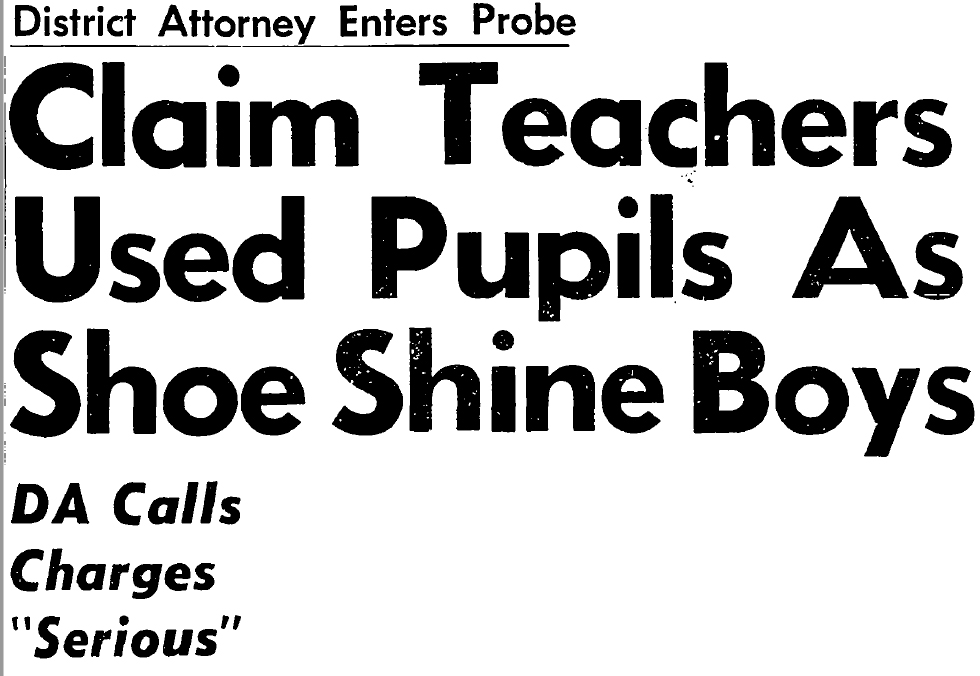 District Attorney Enters Probe
Claim Teachers
Used Pupils As
Shoe Shine Boys
DA Calls
Charges
"Serious"